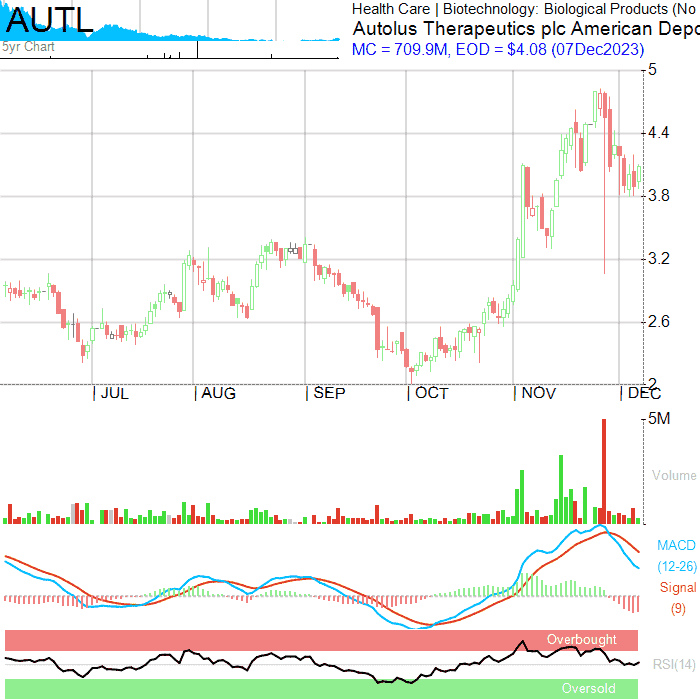 AUTL
5yr Chart
Health Care | Biotechnology: Biological Products (No
Autolus Therapeutics plc American Depo
MC = 709.9M, EOD = $4.08 (07Dec2023)
5
4.4
3.8
3.2
2.6
2
JUL AUG SEP OCT NOV DEC
5M
Volume
MACD
(12-26)
Signal
(9)
Overbought
RSI(14)
Oversold